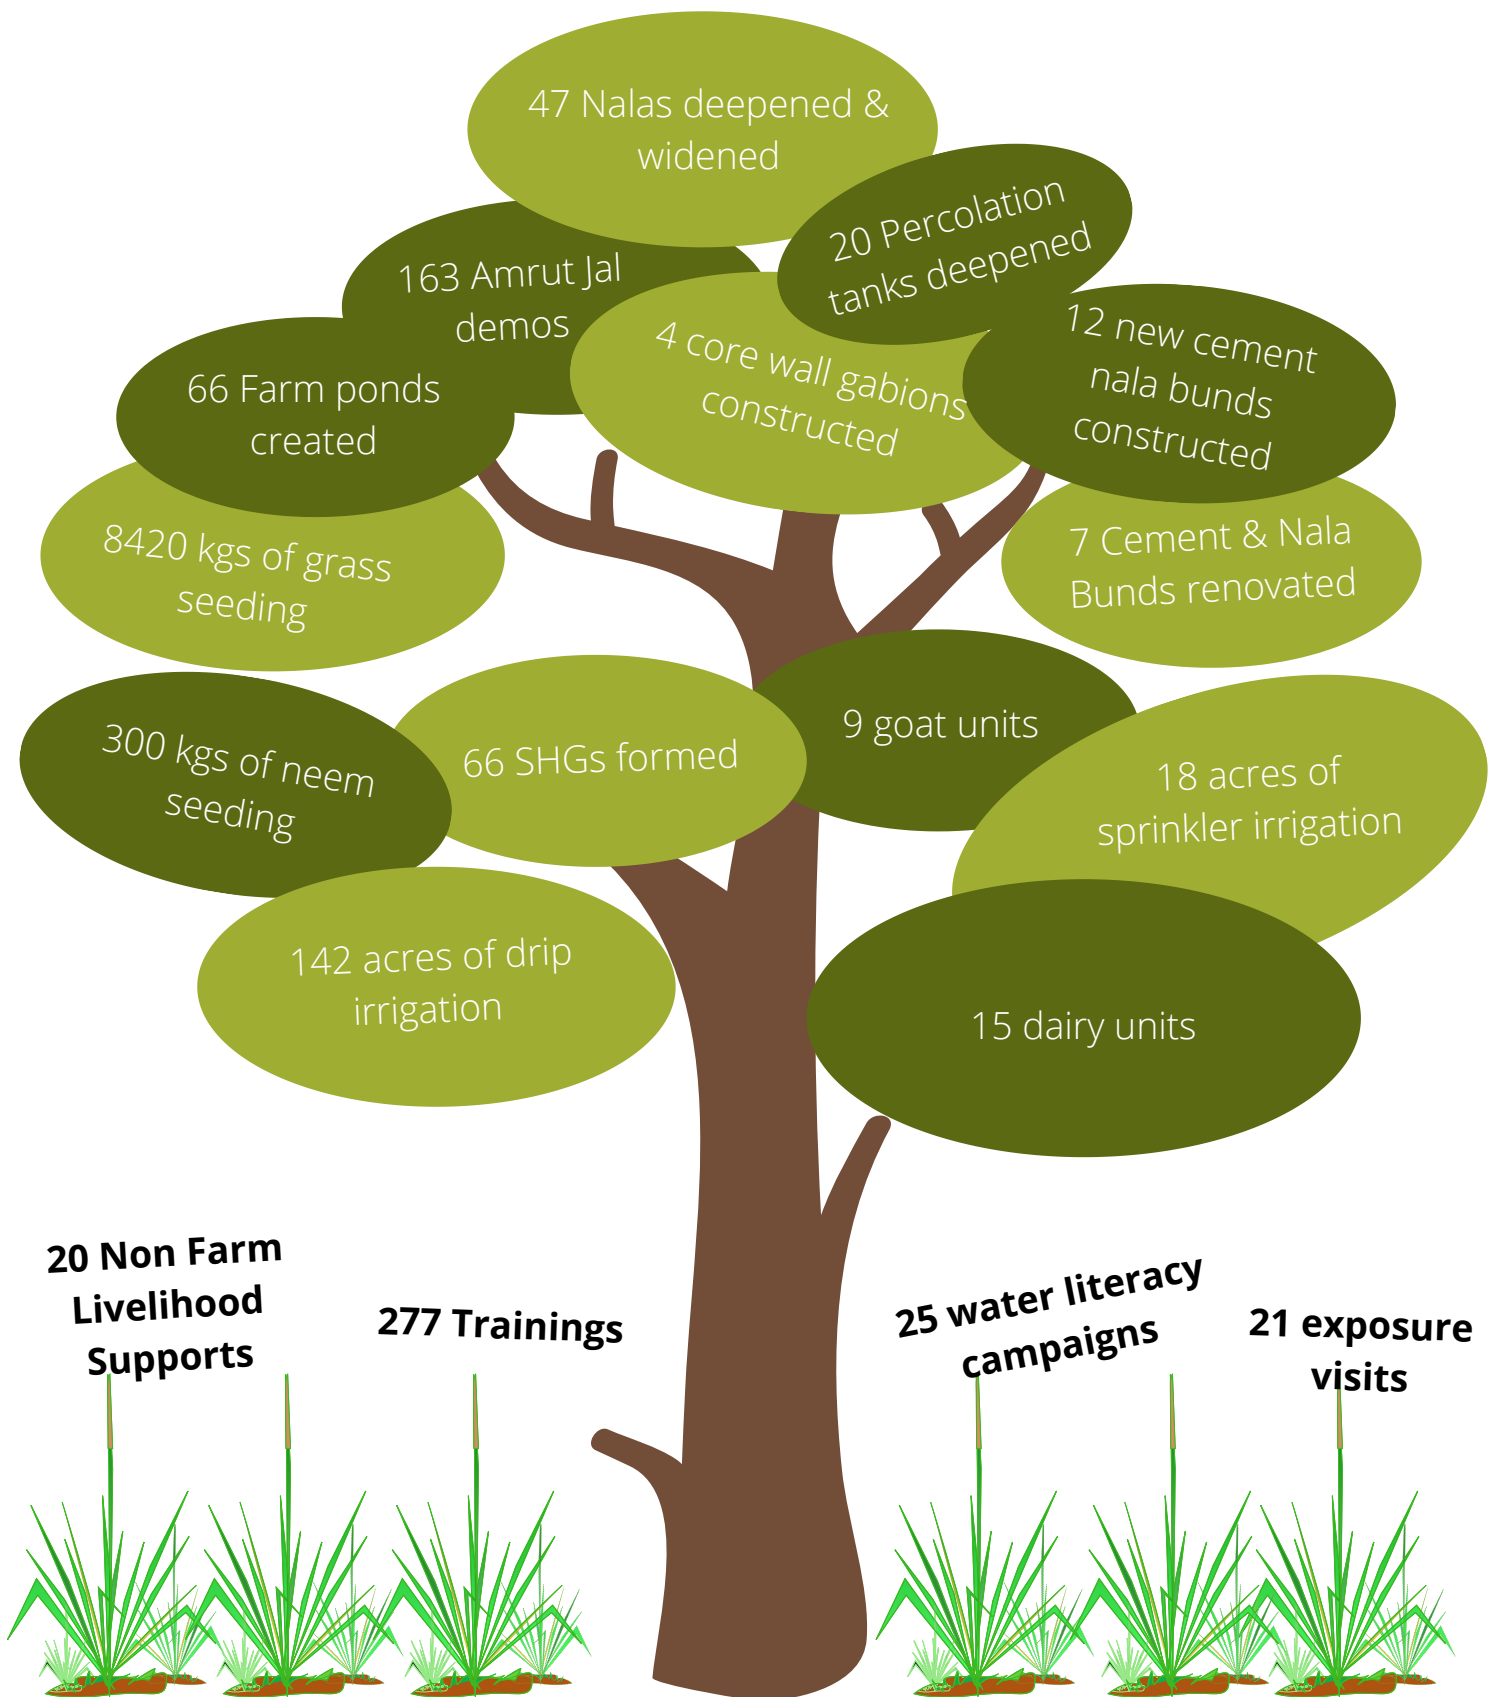 47 Nalas deepened &
widened
20 Percolation
tanks deepened
163 Amrut Jal
demos
4 core wall gabions
constructed
12 new cement
nala bunds
constructed
66 Farm ponds
created
8420 kgs of grass
seeding
7 Cement & Nala
Bunds renovated
300 kgs of neem
seeding
66 SHGs formed
9 goat units
18 acres of
sprinkler irrigation
142 acres of drip
irrigation
15 dairy units
20 Non Farm
Livelihood
Supports
277 Trainings
25 water literacy
campaigns
21 exposure
visits